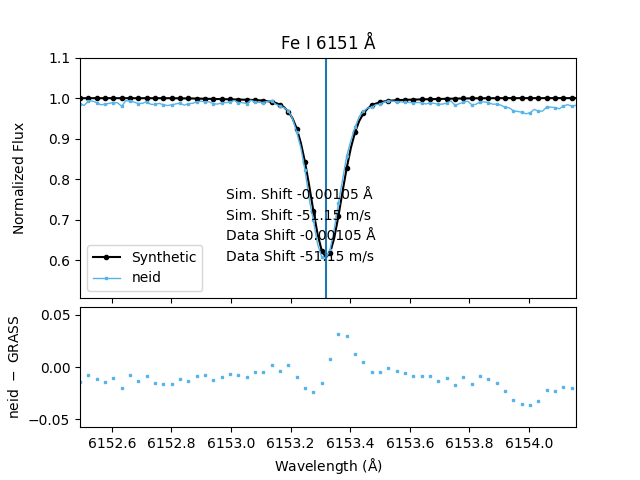 Fe I 6151 Å
1.1
1.0
0.9
0.8
0.7
0.6
Normalized Flux
Sim. Shift -0.00105 Å
Sim. Shift -51.15 m/s
Data Shift -0.00105 Å
Data Shift -51.15 m/s
Synthetic
neid
0.05
0.00
−0.05
neid − GRASS
6152.6 6152.8 6153.0 6153.2 6153.4 6153.6 6153.8 6154.0
Wavelength (Å)